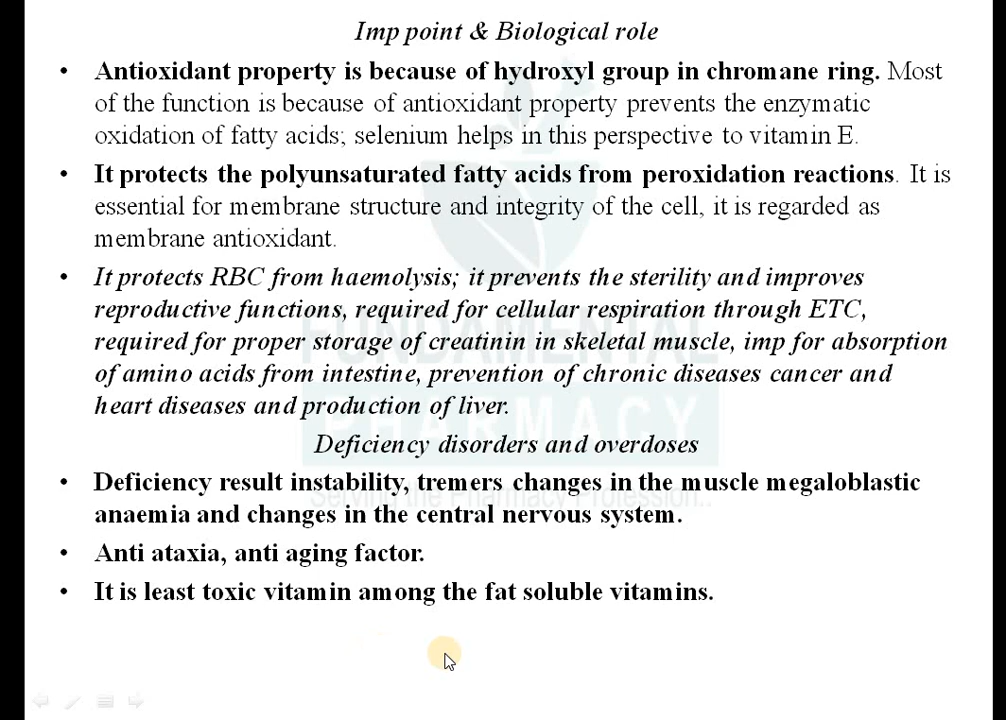 Imp point & Biological role
• Antioxidant property is because of hydroxyl group in chromane ring. Most
of the function is because of antioxidant property prevents the enzymatic
oxidation of fatty acids; selenium helps in this perspective to vitamin E.
• It protects the polyunsaturated fatty acids from peroxidation reactions. It is
essential for membrane structure and integrity of the cell, it is regarded as
membrane antioxidant.
• It protects RBC from haemolysis; it prevents the sterility and improves
reproductive functions, required for cellular respiration through ETC,
required for proper storage of creatinin in skeletal muscle, imp for absorption
of amino acids from intestine, prevention of chronic diseases cancer and
heart diseases and production of liver.
Deficiency disorders and overdoses
• Deficiency result instability, tremers changes in the muscle megaloblastic
anaemia and changes in the central nervous system.
• Anti ataxia, anti aging factor.
• It is least toxic vitamin among the fat soluble vitamins.
FUNDAMENTAL
PHARMACY
Serving the Pharmacy Profession..